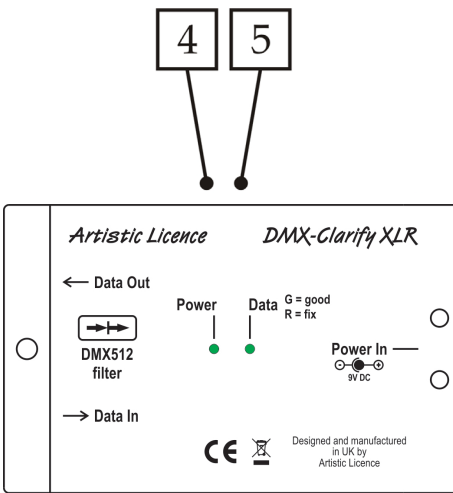 4 5
Artistic Licence DMX-Clarify XLR
← Data Out
Power Data G = good
R = fix
DMX512
filter
Power In
9V DC
→ Data In
CE
Designed and manufactured
in UK by
Artistic Licence